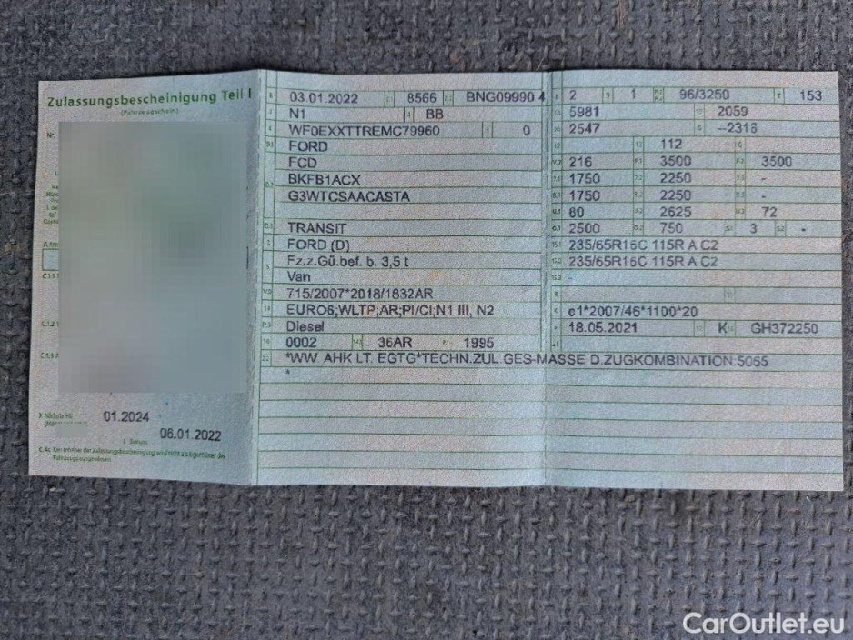 Zulassungsbescheinigung Teil I
(Fahrzeugschein)
Nr.
03.01.2022 8566 BNG09990 4
N1 BB
WF0EXXTTREMC79960 0
FORD
FCD
BKFB1ACX
G3WTCSAACASTA
TRANSIT
FORD (D)
Fz.z.Gü.bef. b. 3,5 t
Van
715/2007*2018/1832AR
EURO6;WLTP;AR;PI/CI;N1 III, N2
Diesel
0002 36AR 1995
*WW. AHK LT. EGTG*TECHN.ZUL.GES-MASSE D.ZUGKOMBINATION 5065
*
2 1 96/3250 153
5981 2059
2547 --2316
112
216 3500 3500
1750 2250 -
1750 2250 -
80 2625 72
2500 750 3 -
235/65R16C 115R A C2
235/65R16C 115R A C2
-
e1*2007/46*1100*20
18.05.2021 K GH372250
01.2024
06.01.2022
CarOutlet.eu